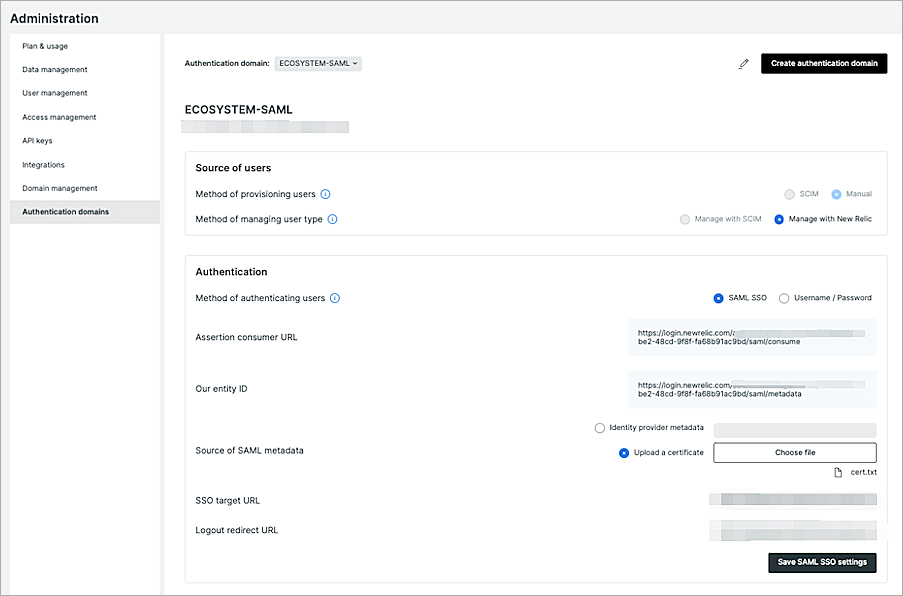 Administration
Plan & usage
Data management
User management
Access management
API keys
Integrations
Domain management
Authentication domains
Authentication domain: ECOSYSTEM-SAML
Create authentication domain
ECOSYSTEM-SAML
Source of users
Method of provisioning users
SCIM Manual
Method of managing user type
Manage with SCIM Manage with New Relic
Authentication
Method of authenticating users
SAML SSO Username / Password
Assertion consumer URL
https://login.newrelic.com/
be2-48cd-9f8f-fa68b91ac9bd/saml/consume
Our entity ID
https://login.newrelic.com/
be2-48cd-9f8f-fa68b91ac9bd/saml/metadata
Identity provider metadata
Source of SAML metadata
Upload a certificate Choose file
cert.txt
SSO target URL
Logout redirect URL
Save SAML SSO settings